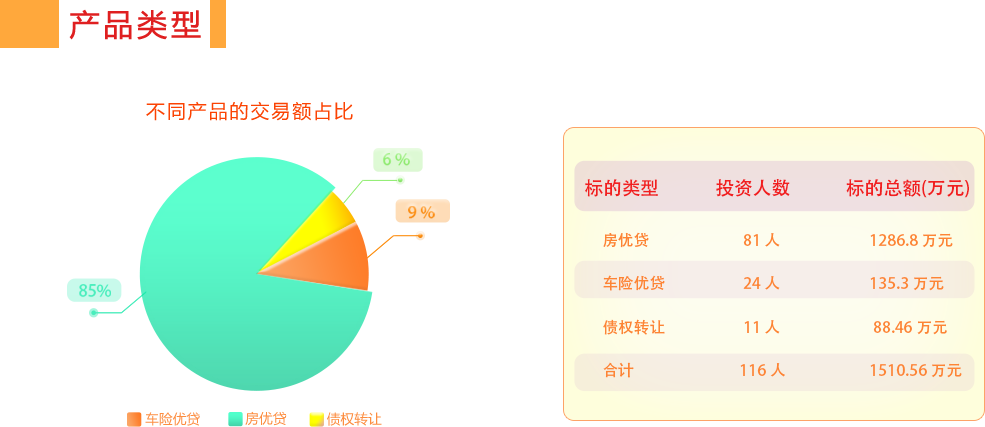 产品类型
不同产品的交易额占比
6 %
9 %
85%
车险优贷 房优贷 债权转让
标的类型 投资人数 标的总额(万元)
房优贷 81 人 1286.8 万元
车险优贷 24 人 135.3 万元
债权转让 11 人 88.46 万元
合计 116 人 1510.56 万元